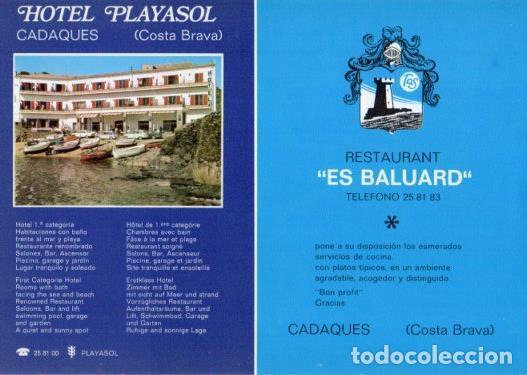 HOTEL PLAYASOL
CADAQUES (Costa Brava)
Hotel 1.ª categoria
Habitaciones con baño
frente al mar y playa
Restaurante renombrado
Salones, Bar, Ascensor
Piscina, garage y jardín
Lugar tranquilo y soleado
Hôtel de 1.ère catégorie
Chambres avec bain
Fâce à la mer et plage
Restaurant soigné
Salons, Bar, Ascenseur
Piscine, garage et jardin
Site tranquille et ensoleilla
First Categorie Hotel
Rooms with bath
facing the sea and beach
Renowned Restaurant
Salons, Bar and lift
swimming pool, garage
and garden
A quiet and sunny spot
Erstklass Hotel
Zimmer mit Bad
mit sicht auf Meer und strand
Vorzügliches Restaurant
Aufenthaltaräume, Bar und
Lift, Schwimmbad, Garage
und Garten
Ruhige and sonnige Lage
25 81 00 PLAYASOL
RESTAURANT
"ES BALUARD"
TELEFONO 25 81 83
*
pone a su disposición los esmerados
servicios de cocina.
con platos típicos, en un ambiente
agradable, acogedor y distinguido
"Bon profit"
Gracias
CADAQUES (Costa Brava)
todocoleccion